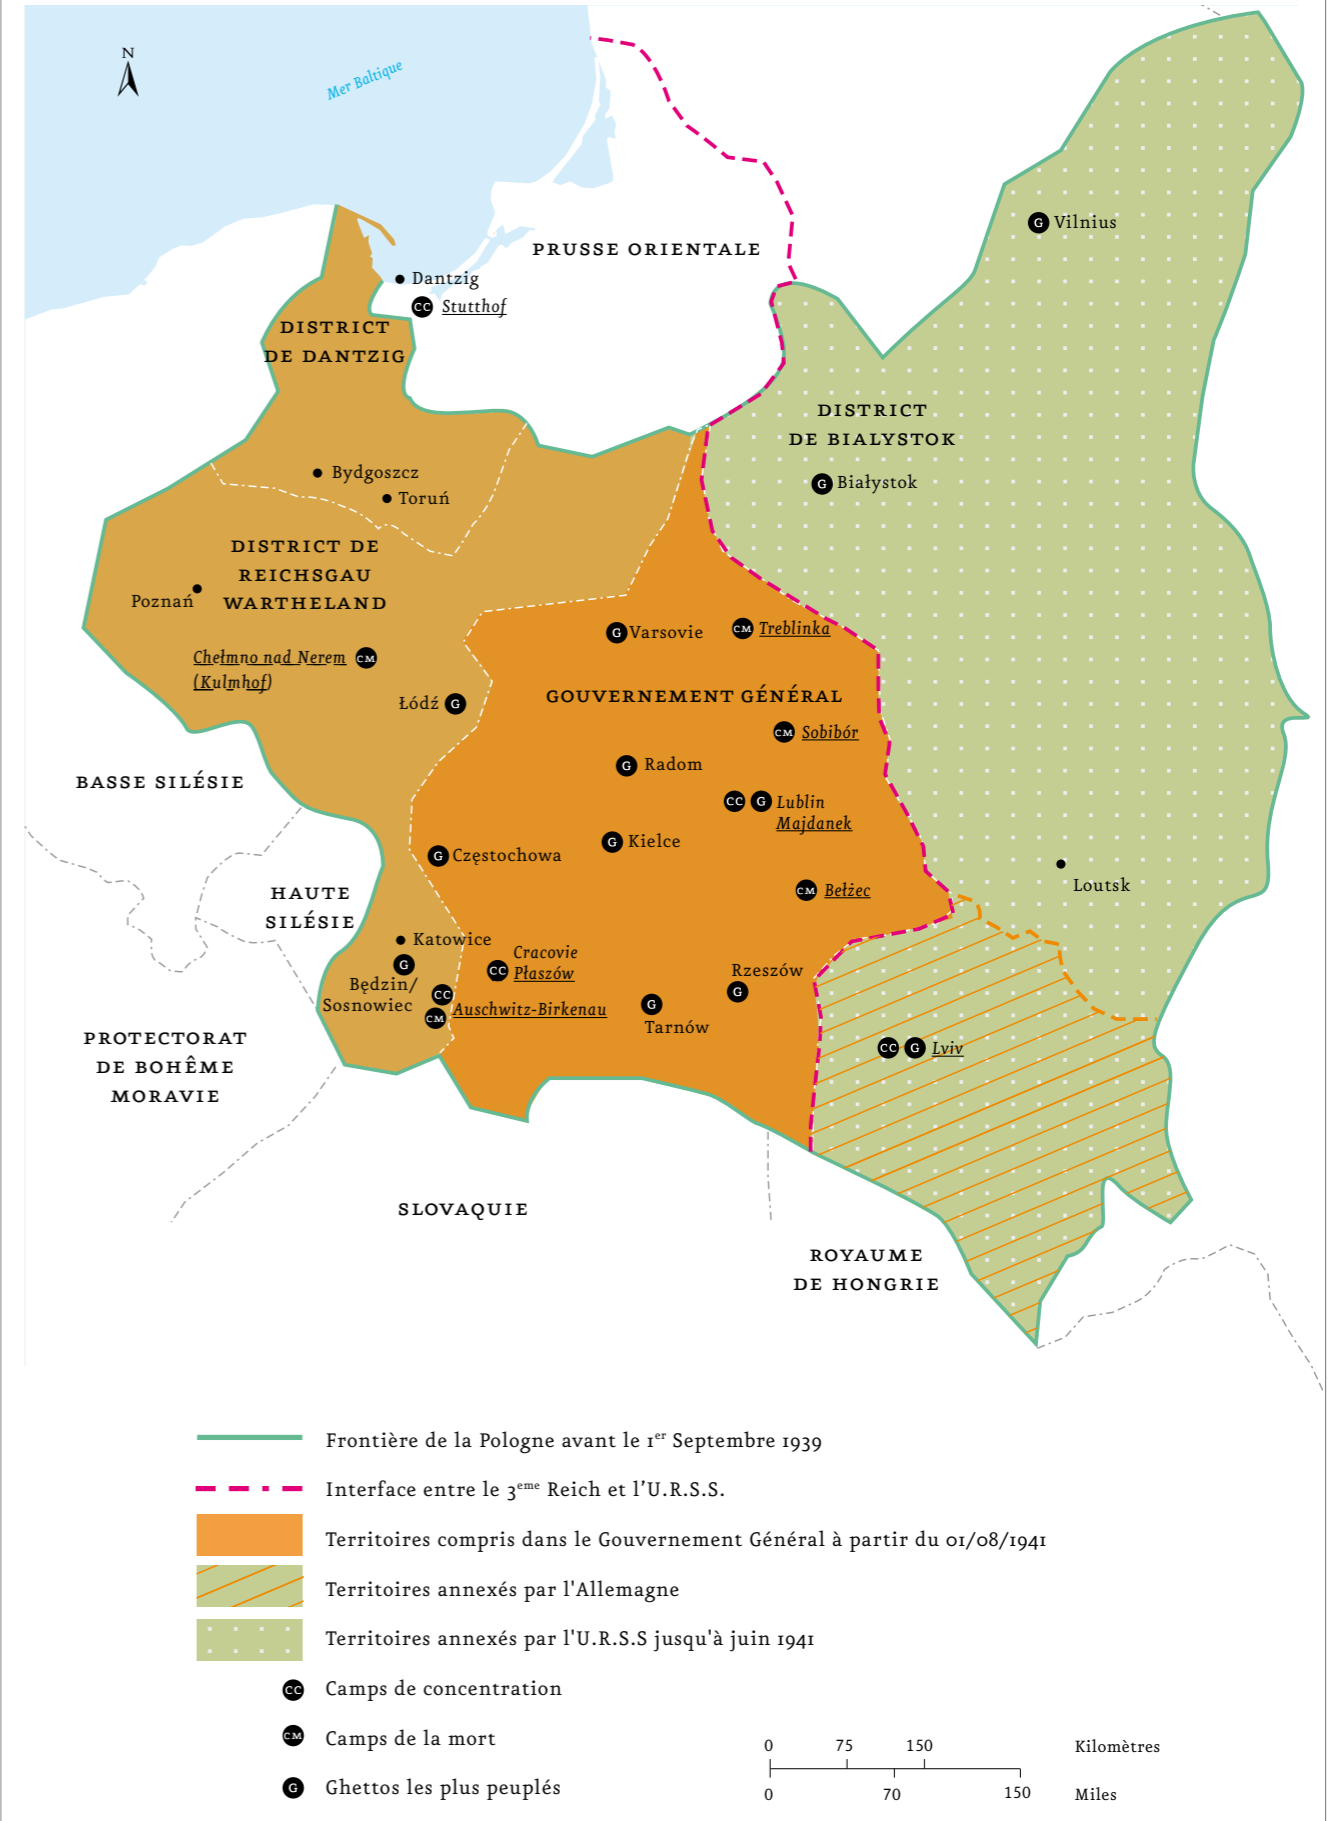 N
Mer Baltique
PRUSSE ORIENTALE
G Vilnius
Dantzig
CC Stutthof
DISTRICT
DE DANTZIG
DISTRICT
DE BIALYSTOK
Bydgoszcz
Toruń
G Białystok
DISTRICT DE
REICHSGAU
WARTHELAND
Poznań
G Varsovie
CM Treblinka
Chełmno nad Nerem CM
(Kulmhof)
Łódź G
GOUVERNEMENT GÉNÉRAL
CM Sobibór
G Radom
BASSE SILÉSIE
CC G Lublin
Majdanek
G Kielce
G Częstochowa
Loutsk
HAUTE
SILÉSIE
CM Bełżec
Katowice
G
Będzin/
Sosnowiec
Cracovie
CC Płaszów
CC
CM
Auschwitz-Birkenau
Rzeszów
G
G
Tarnów
PROTECTORAT
DE BOHÊME
MORAVIE
CC G Lviv
SLOVAQUIE
ROYAUME
DE HONGRIE
Frontière de la Pologne avant le 1er Septembre 1939
Interface entre le 3eme Reich et l'U.R.S.S.
Territoires compris dans le Gouvernement Général à partir du 01/08/1941
Territoires annexés par l'Allemagne
Territoires annexés par l'U.R.S.S jusqu'à juin 1941
CC Camps de concentration
CM Camps de la mort
G Ghettos les plus peuplés
0 75 150 Kilomètres
0 70 150 Miles